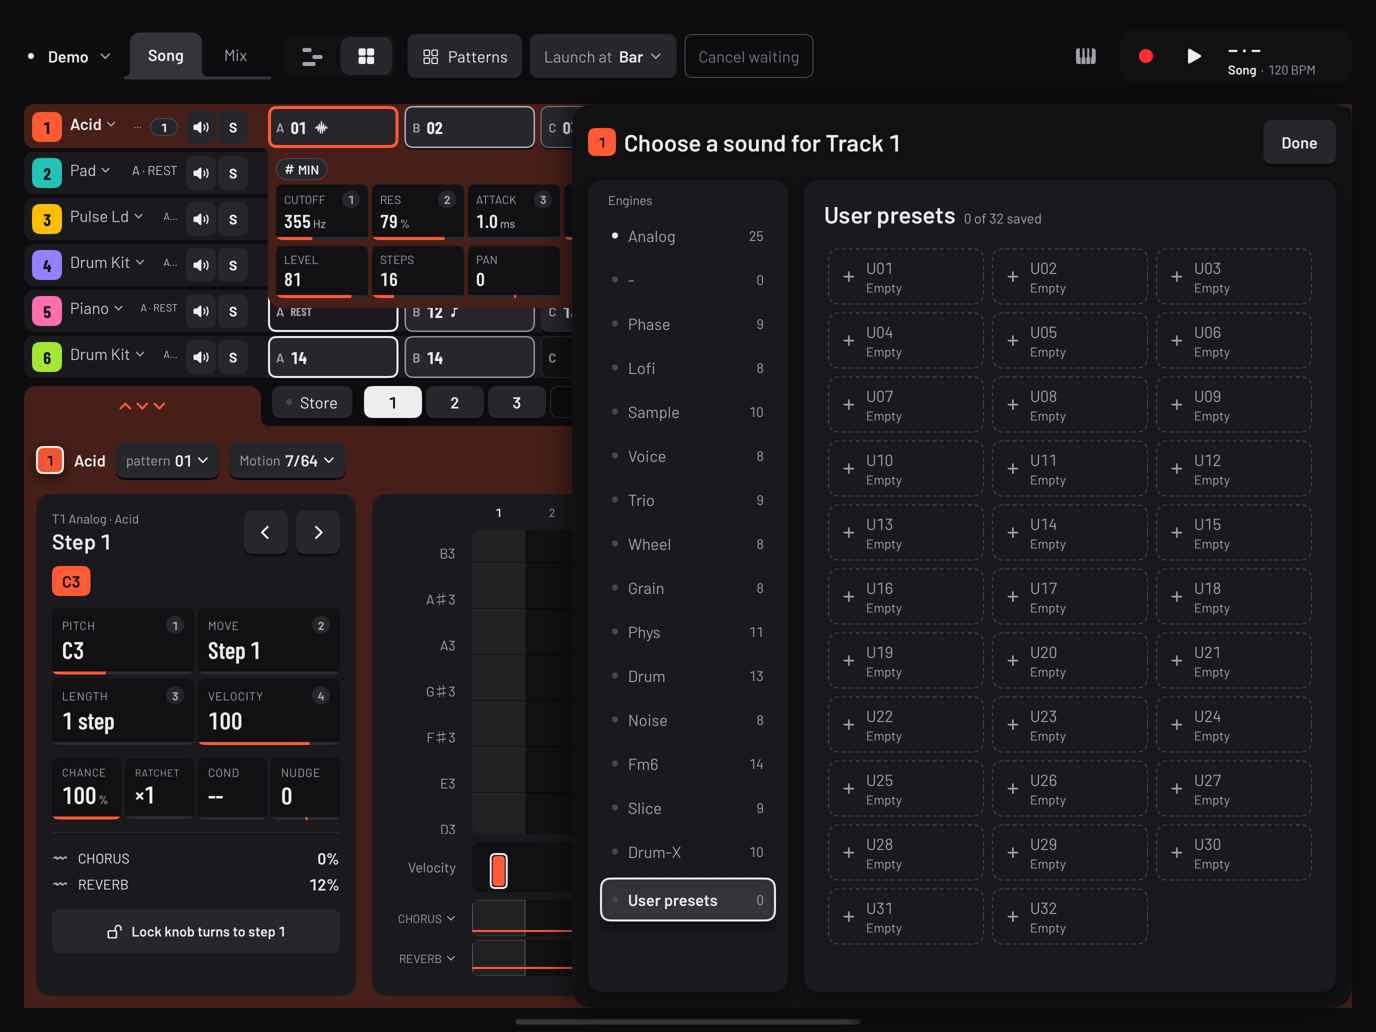 Demo
Song
Mix
Patterns
Launch at Bar
Cancel waiting
Song · 120 BPM
1 Acid ... 1 S
A 01
B 02
C
2 Pad A · REST S
# MIN
3 Pulse Ld A... S
CUTOFF 1
355 Hz
RES 2
79 %
ATTACK 3
1.0 ms
4 Drum Kit A... S
LEVEL
81
STEPS
16
PAN
0
5 Piano A · REST S
A REST
B 12
C
6 Drum Kit A... S
A 14
B 14
C
Store
1
2
3
1 Acid
pattern 01
Motion 7/64
T1 Analog · Acid
Step 1
C3
PITCH 1
C3
MOVE 2
Step 1
LENGTH 3
1 step
VELOCITY 4
100
CHANCE
100 %
RATCHET
×1
COND
--
NUDGE
0
CHORUS 0%
REVERB 12%
Lock knob turns to step 1
1 2
B3
A♯3
A3
G♯3
F♯3
E3
D3
Velocity
CHORUS
REVERB
1 Choose a sound for Track 1
Done
Engines
Analog 25
- 0
Phase 9
Lofi 8
Sample 10
Voice 8
Trio 9
Wheel 8
Grain 8
Phys 11
Drum 13
Noise 8
Fm6 14
Slice 9
Drum-X 10
User presets 0
User presets 0 of 32 saved
+ U01
Empty
+ U02
Empty
+ U03
Empty
+ U04
Empty
+ U05
Empty
+ U06
Empty
+ U07
Empty
+ U08
Empty
+ U09
Empty
+ U10
Empty
+ U11
Empty
+ U12
Empty
+ U13
Empty
+ U14
Empty
+ U15
Empty
+ U16
Empty
+ U17
Empty
+ U18
Empty
+ U19
Empty
+ U20
Empty
+ U21
Empty
+ U22
Empty
+ U23
Empty
+ U24
Empty
+ U25
Empty
+ U26
Empty
+ U27
Empty
+ U28
Empty
+ U29
Empty
+ U30
Empty
+ U31
Empty
+ U32
Empty